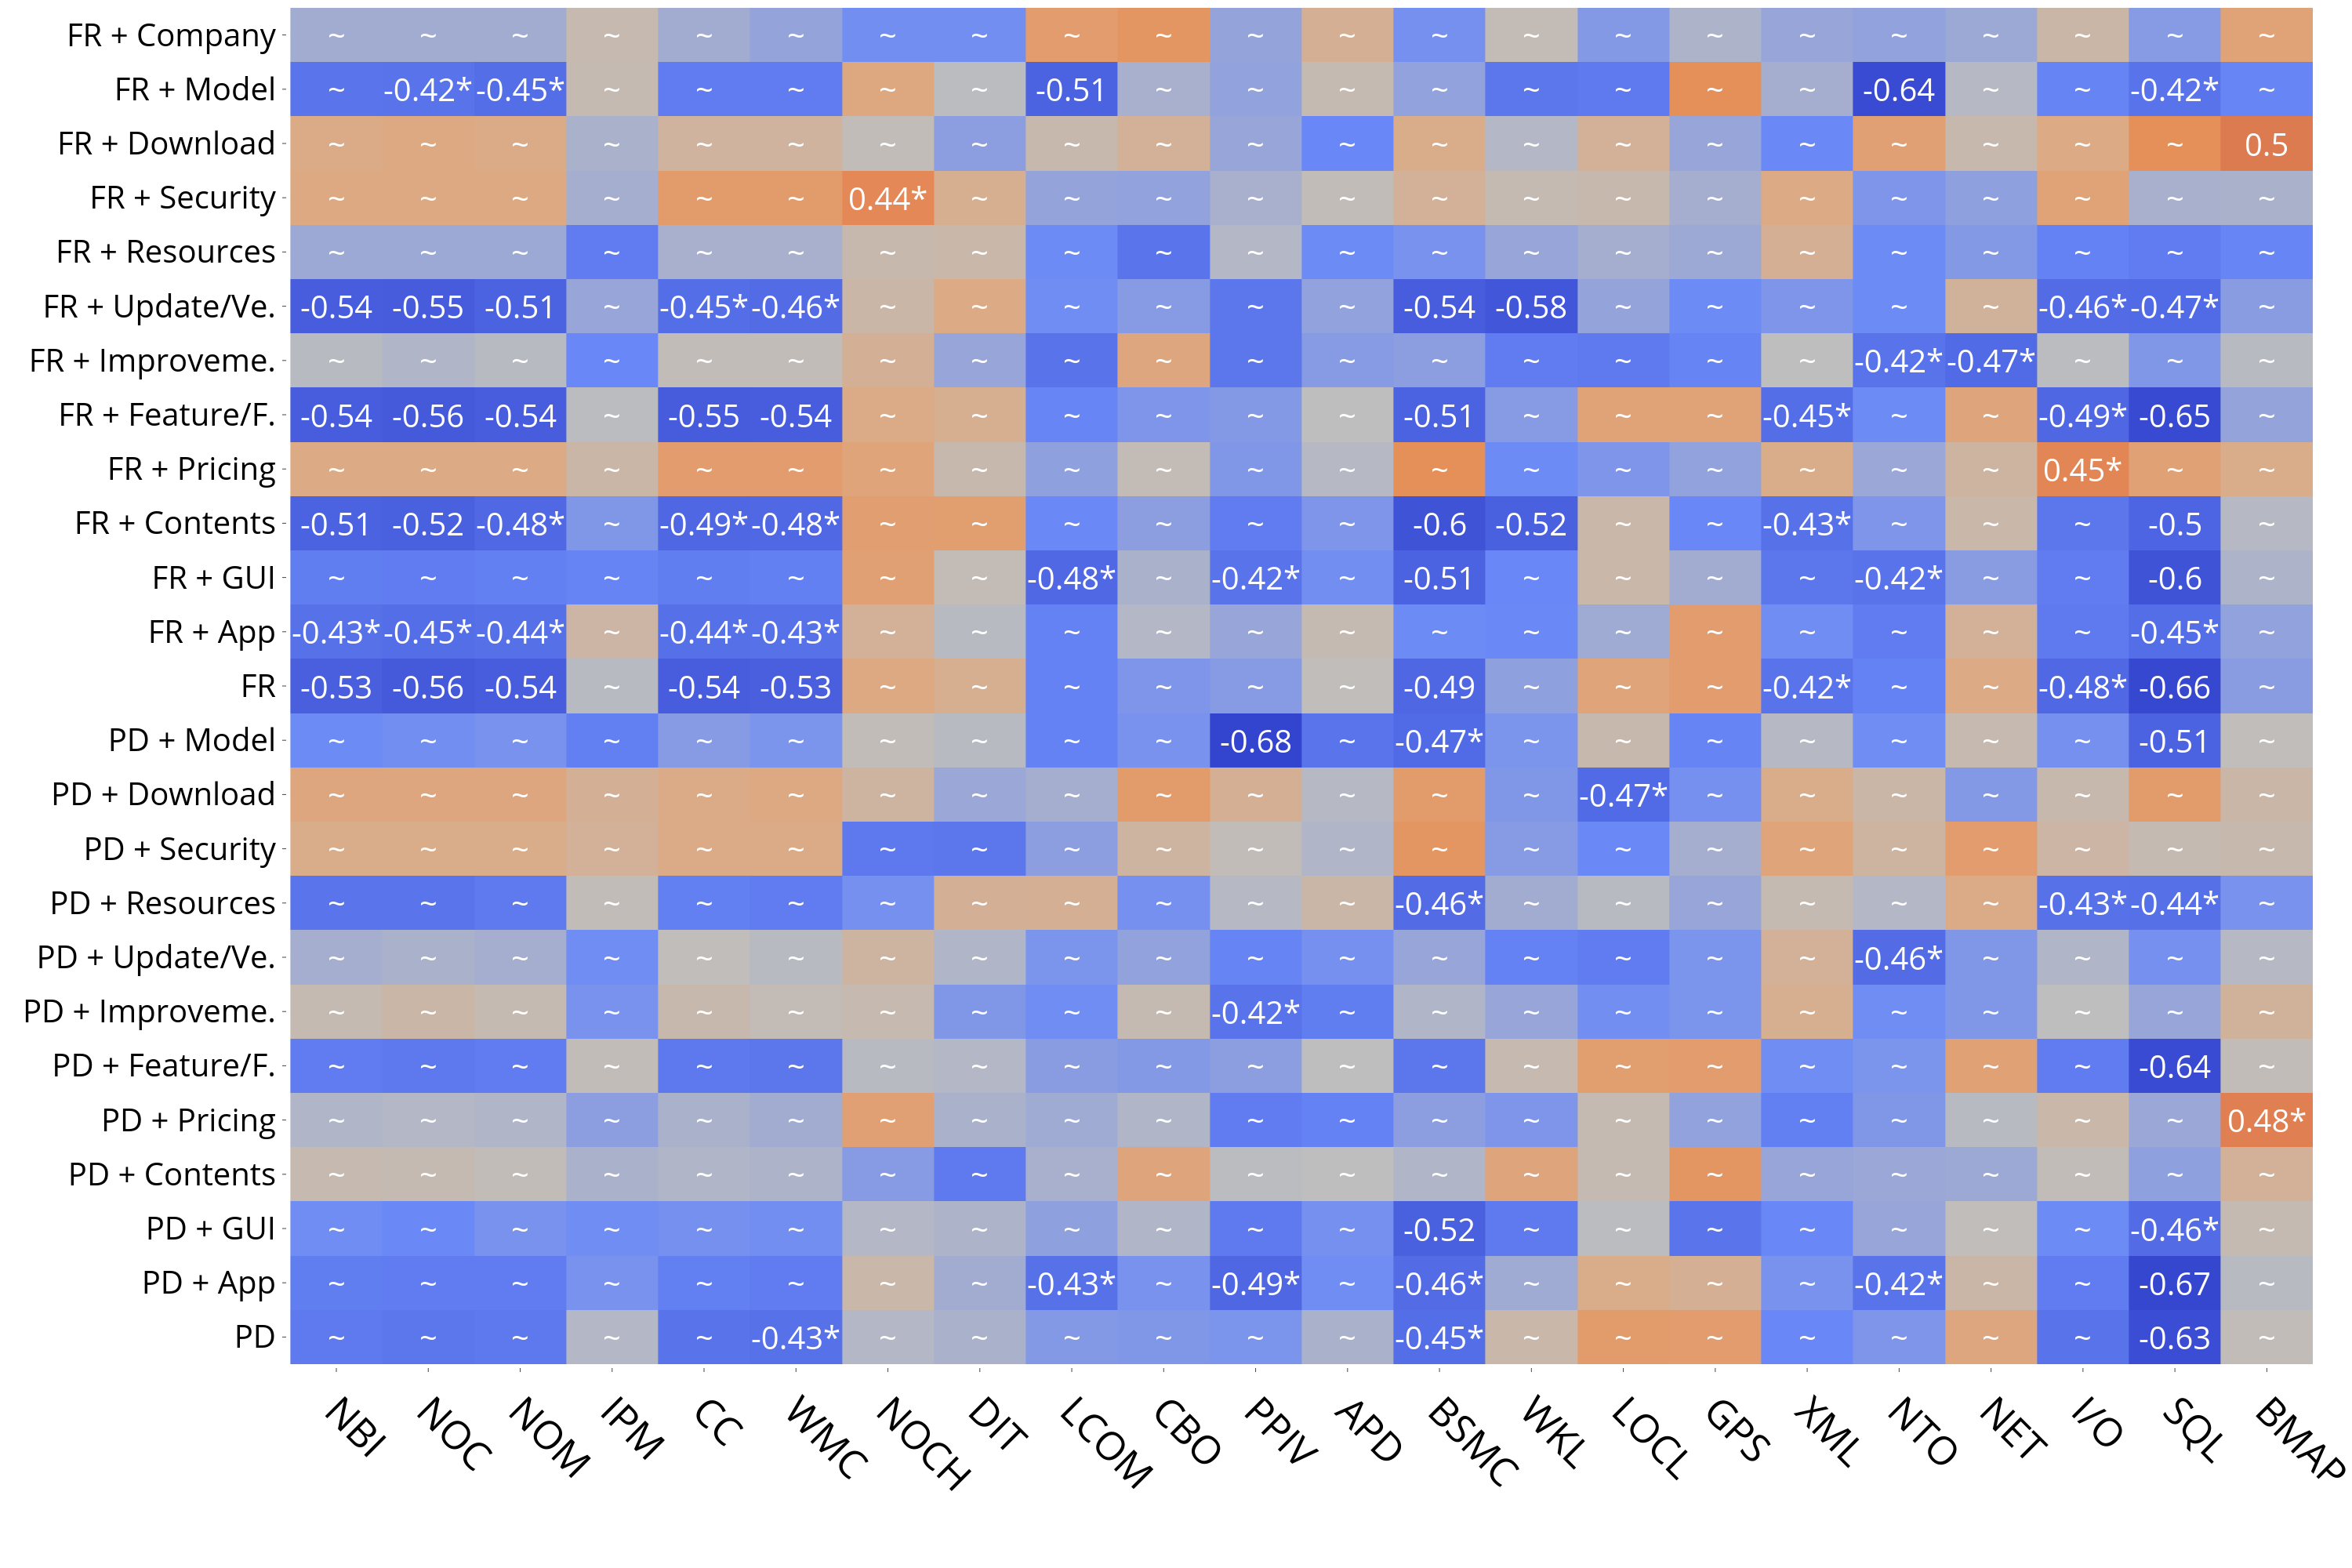 FR + Company ~ ~ ~ ~ ~ ~ ~ ~ ~ ~ ~ ~ ~ ~ ~ ~ ~ ~ ~ ~ ~ ~
FR + Model ~ -0.42* -0.45* ~ ~ ~ ~ ~ -0.51 ~ ~ ~ ~ ~ ~ ~ ~ -0.64 ~ ~ -0.42* ~
FR + Download ~ ~ ~ ~ ~ ~ ~ ~ ~ ~ ~ ~ ~ ~ ~ ~ ~ ~ ~ ~ ~ 0.5
FR + Security ~ ~ ~ ~ ~ ~ 0.44* ~ ~ ~ ~ ~ ~ ~ ~ ~ ~ ~ ~ ~ ~ ~
FR + Resources ~ ~ ~ ~ ~ ~ ~ ~ ~ ~ ~ ~ ~ ~ ~ ~ ~ ~ ~ ~ ~ ~
FR + Update/Ve. -0.54 -0.55 -0.51 ~ -0.45* -0.46* ~ ~ ~ ~ ~ ~ -0.54 -0.58 ~ ~ ~ ~ ~ -0.46* -0.47* ~
FR + Improveme. ~ ~ ~ ~ ~ ~ ~ ~ ~ ~ ~ ~ ~ ~ ~ ~ ~ -0.42* -0.47* ~ ~ ~
FR + Feature/F. -0.54 -0.56 -0.54 ~ -0.55 -0.54 ~ ~ ~ ~ ~ ~ -0.51 ~ ~ ~ -0.45* ~ ~ -0.49* -0.65 ~
FR + Pricing ~ ~ ~ ~ ~ ~ ~ ~ ~ ~ ~ ~ ~ ~ ~ ~ ~ ~ ~ 0.45* ~ ~
FR + Contents -0.51 -0.52 -0.48* ~ -0.49* -0.48* ~ ~ ~ ~ ~ ~ -0.6 -0.52 ~ ~ -0.43* ~ ~ ~ -0.5 ~
FR + GUI ~ ~ ~ ~ ~ ~ ~ ~ -0.48* ~ -0.42* ~ -0.51 ~ ~ ~ ~ -0.42* ~ ~ -0.6 ~
FR + App -0.43* -0.45* -0.44* ~ -0.44* -0.43* ~ ~ ~ ~ ~ ~ ~ ~ ~ ~ ~ ~ ~ ~ -0.45* ~
FR -0.53 -0.56 -0.54 ~ -0.54 -0.53 ~ ~ ~ ~ ~ ~ -0.49 ~ ~ ~ -0.42* ~ ~ -0.48* -0.66 ~
PD + Model ~ ~ ~ ~ ~ ~ ~ ~ ~ ~ -0.68 ~ -0.47* ~ ~ ~ ~ ~ ~ ~ -0.51 ~
PD + Download ~ ~ ~ ~ ~ ~ ~ ~ ~ ~ ~ ~ ~ ~ -0.47* ~ ~ ~ ~ ~ ~ ~
PD + Security ~ ~ ~ ~ ~ ~ ~ ~ ~ ~ ~ ~ ~ ~ ~ ~ ~ ~ ~ ~ ~ ~
PD + Resources ~ ~ ~ ~ ~ ~ ~ ~ ~ ~ ~ ~ -0.46* ~ ~ ~ ~ ~ ~ -0.43* -0.44* ~
PD + Update/Ve. ~ ~ ~ ~ ~ ~ ~ ~ ~ ~ ~ ~ ~ ~ ~ ~ ~ -0.46* ~ ~ ~ ~
PD + Improveme. ~ ~ ~ ~ ~ ~ ~ ~ ~ ~ -0.42* ~ ~ ~ ~ ~ ~ ~ ~ ~ ~ ~
PD + Feature/F. ~ ~ ~ ~ ~ ~ ~ ~ ~ ~ ~ ~ ~ ~ ~ ~ ~ ~ ~ ~ -0.64 ~
PD + Pricing ~ ~ ~ ~ ~ ~ ~ ~ ~ ~ ~ ~ ~ ~ ~ ~ ~ ~ ~ ~ ~ 0.48*
PD + Contents ~ ~ ~ ~ ~ ~ ~ ~ ~ ~ ~ ~ ~ ~ ~ ~ ~ ~ ~ ~ ~ ~
PD + GUI ~ ~ ~ ~ ~ ~ ~ ~ ~ ~ ~ ~ -0.52 ~ ~ ~ ~ ~ ~ ~ -0.46* ~
PD + App ~ ~ ~ ~ ~ ~ ~ ~ -0.43* ~ -0.49* ~ -0.46* ~ ~ ~ ~ -0.42* ~ ~ -0.67 ~
PD ~ ~ ~ ~ ~ -0.43* ~ ~ ~ ~ ~ ~ -0.45* ~ ~ ~ ~ ~ ~ ~ -0.63 ~
NBI NOC NOM IPM CC WMC NOCH DIT LCOM CBO PPIV APD BSMC WKL LOCL GPS XML NTO NET I/O SQL BMAP